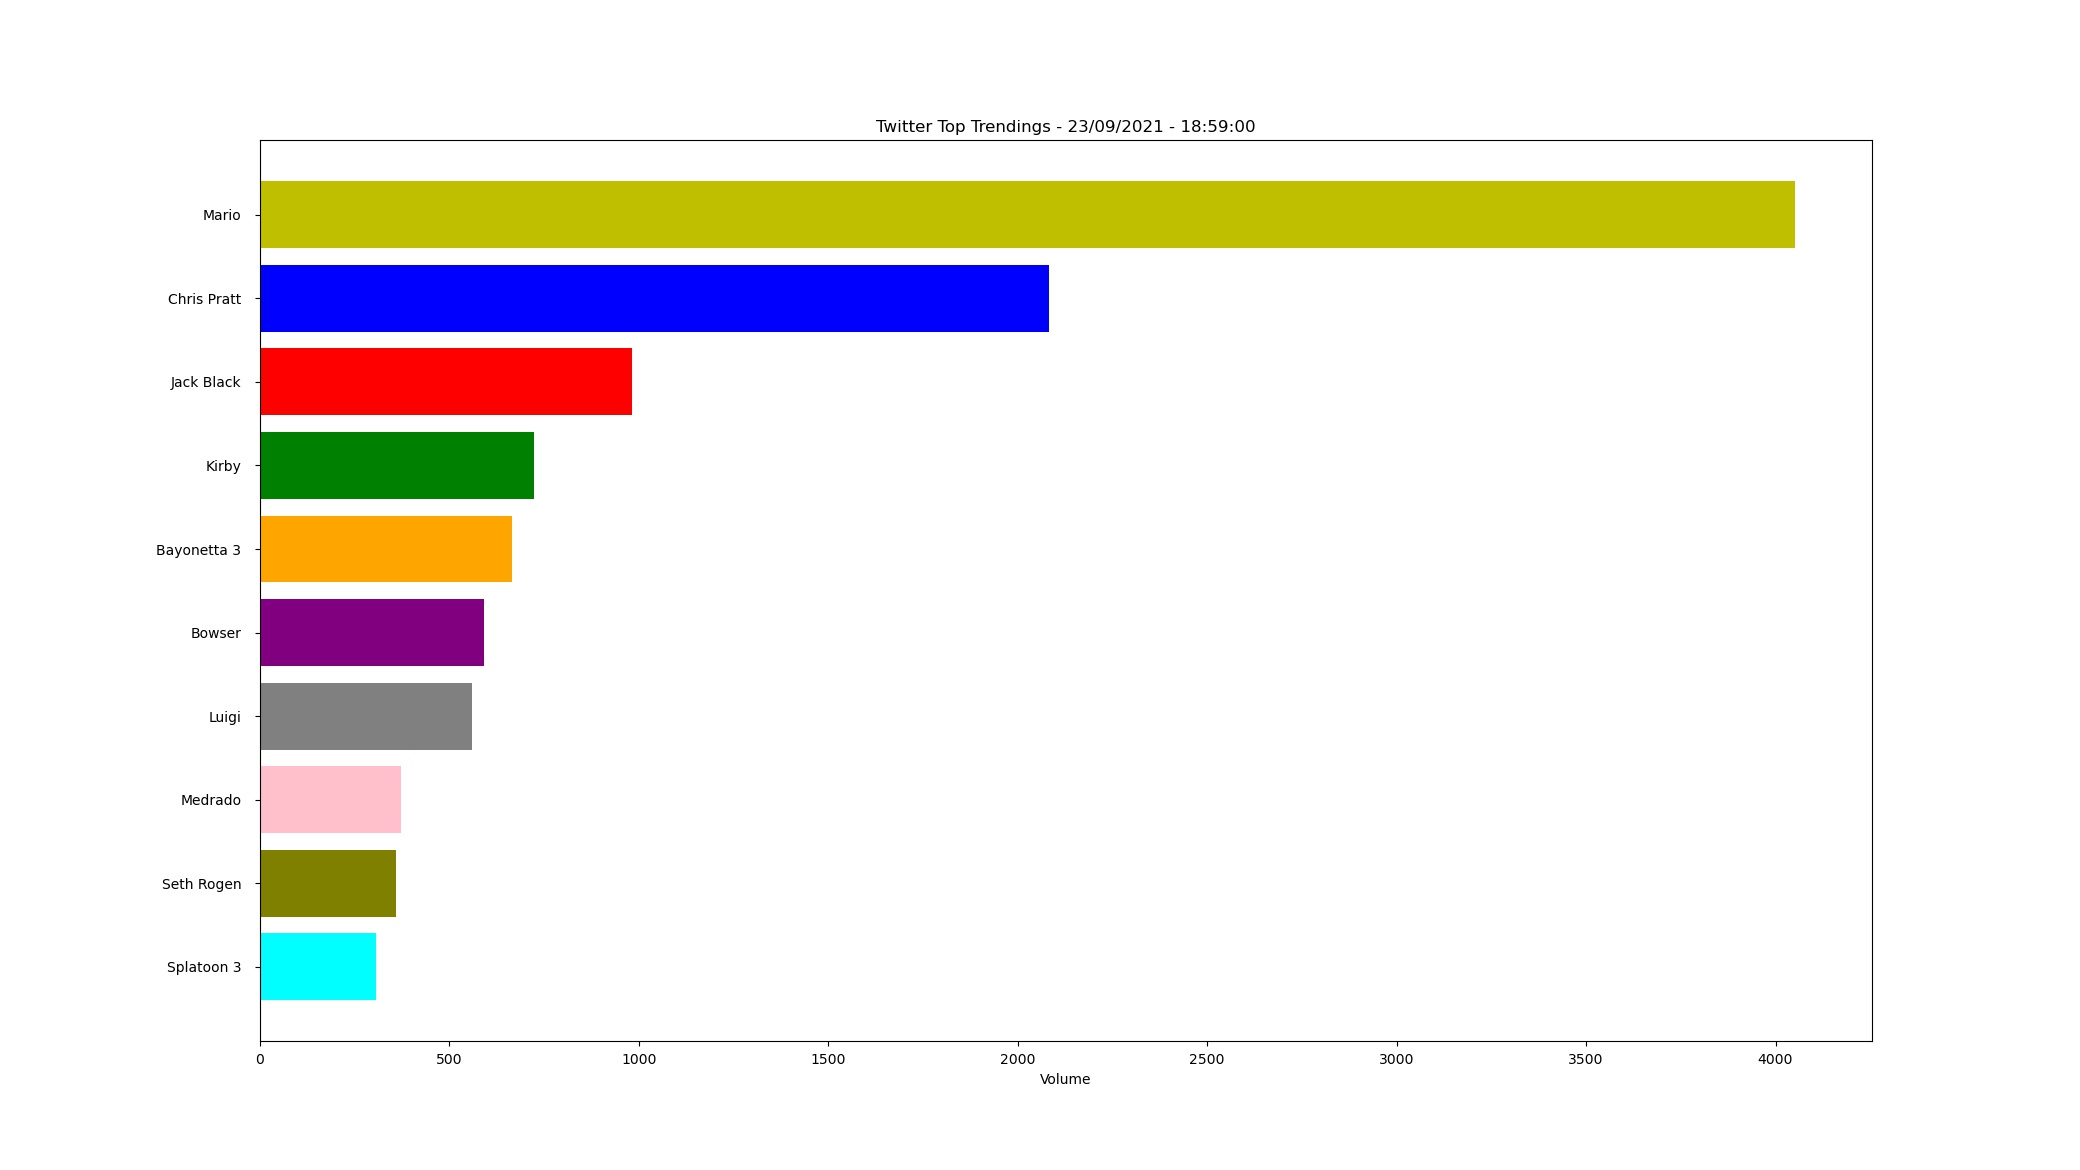 Twitter Top Trendings - 23/09/2021 - 18:59:00
Mario
Chris Pratt
Jack Black
Kirby
Bayonetta 3
Bowser
Luigi
Medrado
Seth Rogen
Splatoon 3
0 500 1000 1500 2000 2500 3000 3500 4000
Volume